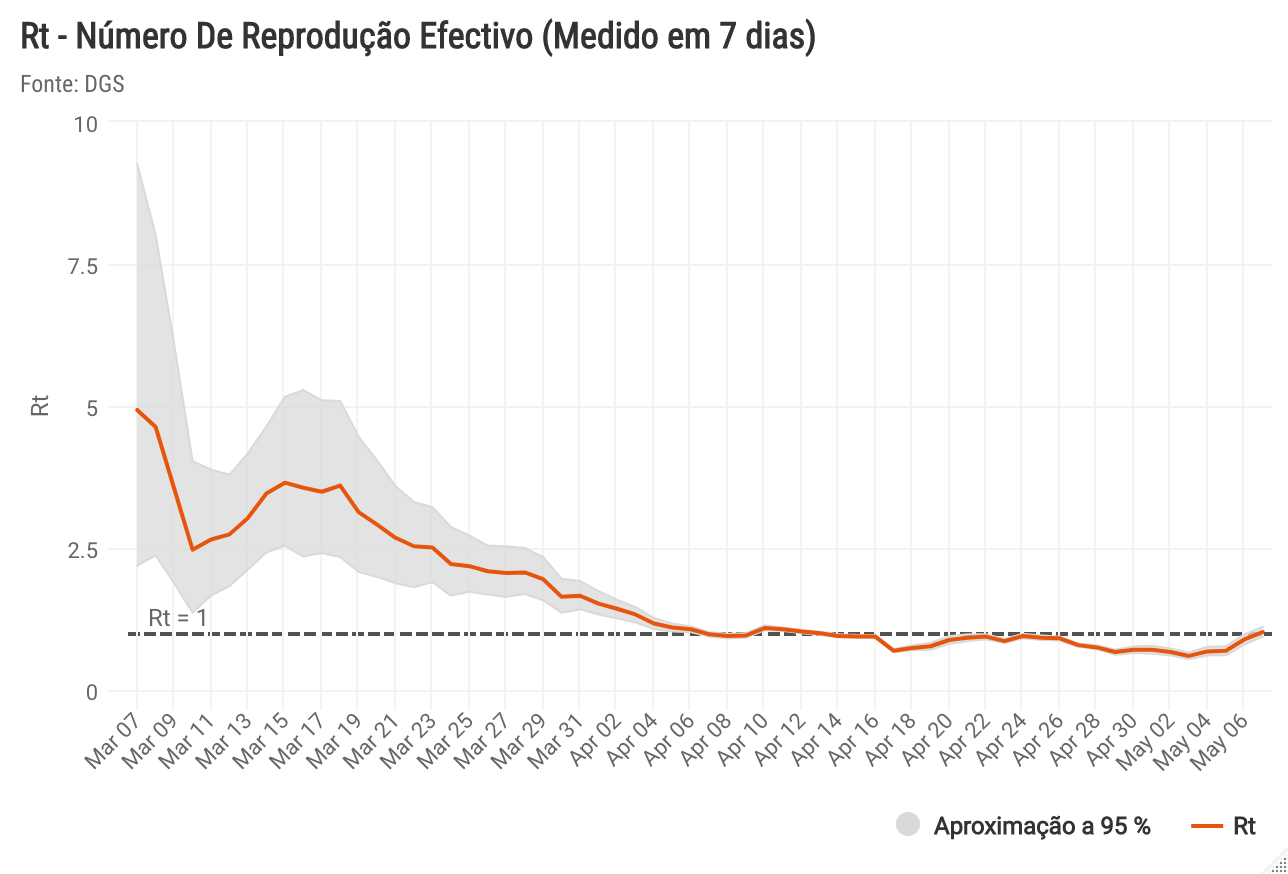 Rt - Número De Reprodução Efectivo (Medido em 7 dias)
Fonte: DGS
10
7.5
5
2.5
0
Rt
Rt = 1
Mar 07
Mar 09
Mar 11
Mar 13
Mar 15
Mar 17
Mar 19
Mar 21
Mar 23
Mar 25
Mar 27
Mar 29
Mar 31
Apr 02
Apr 04
Apr 06
Apr 08
Apr 10
Apr 12
Apr 14
Apr 16
Apr 18
Apr 20
Apr 22
Apr 24
Apr 26
Apr 28
Apr 30
May 02
May 04
May 06
Aproximação a 95 %
Rt